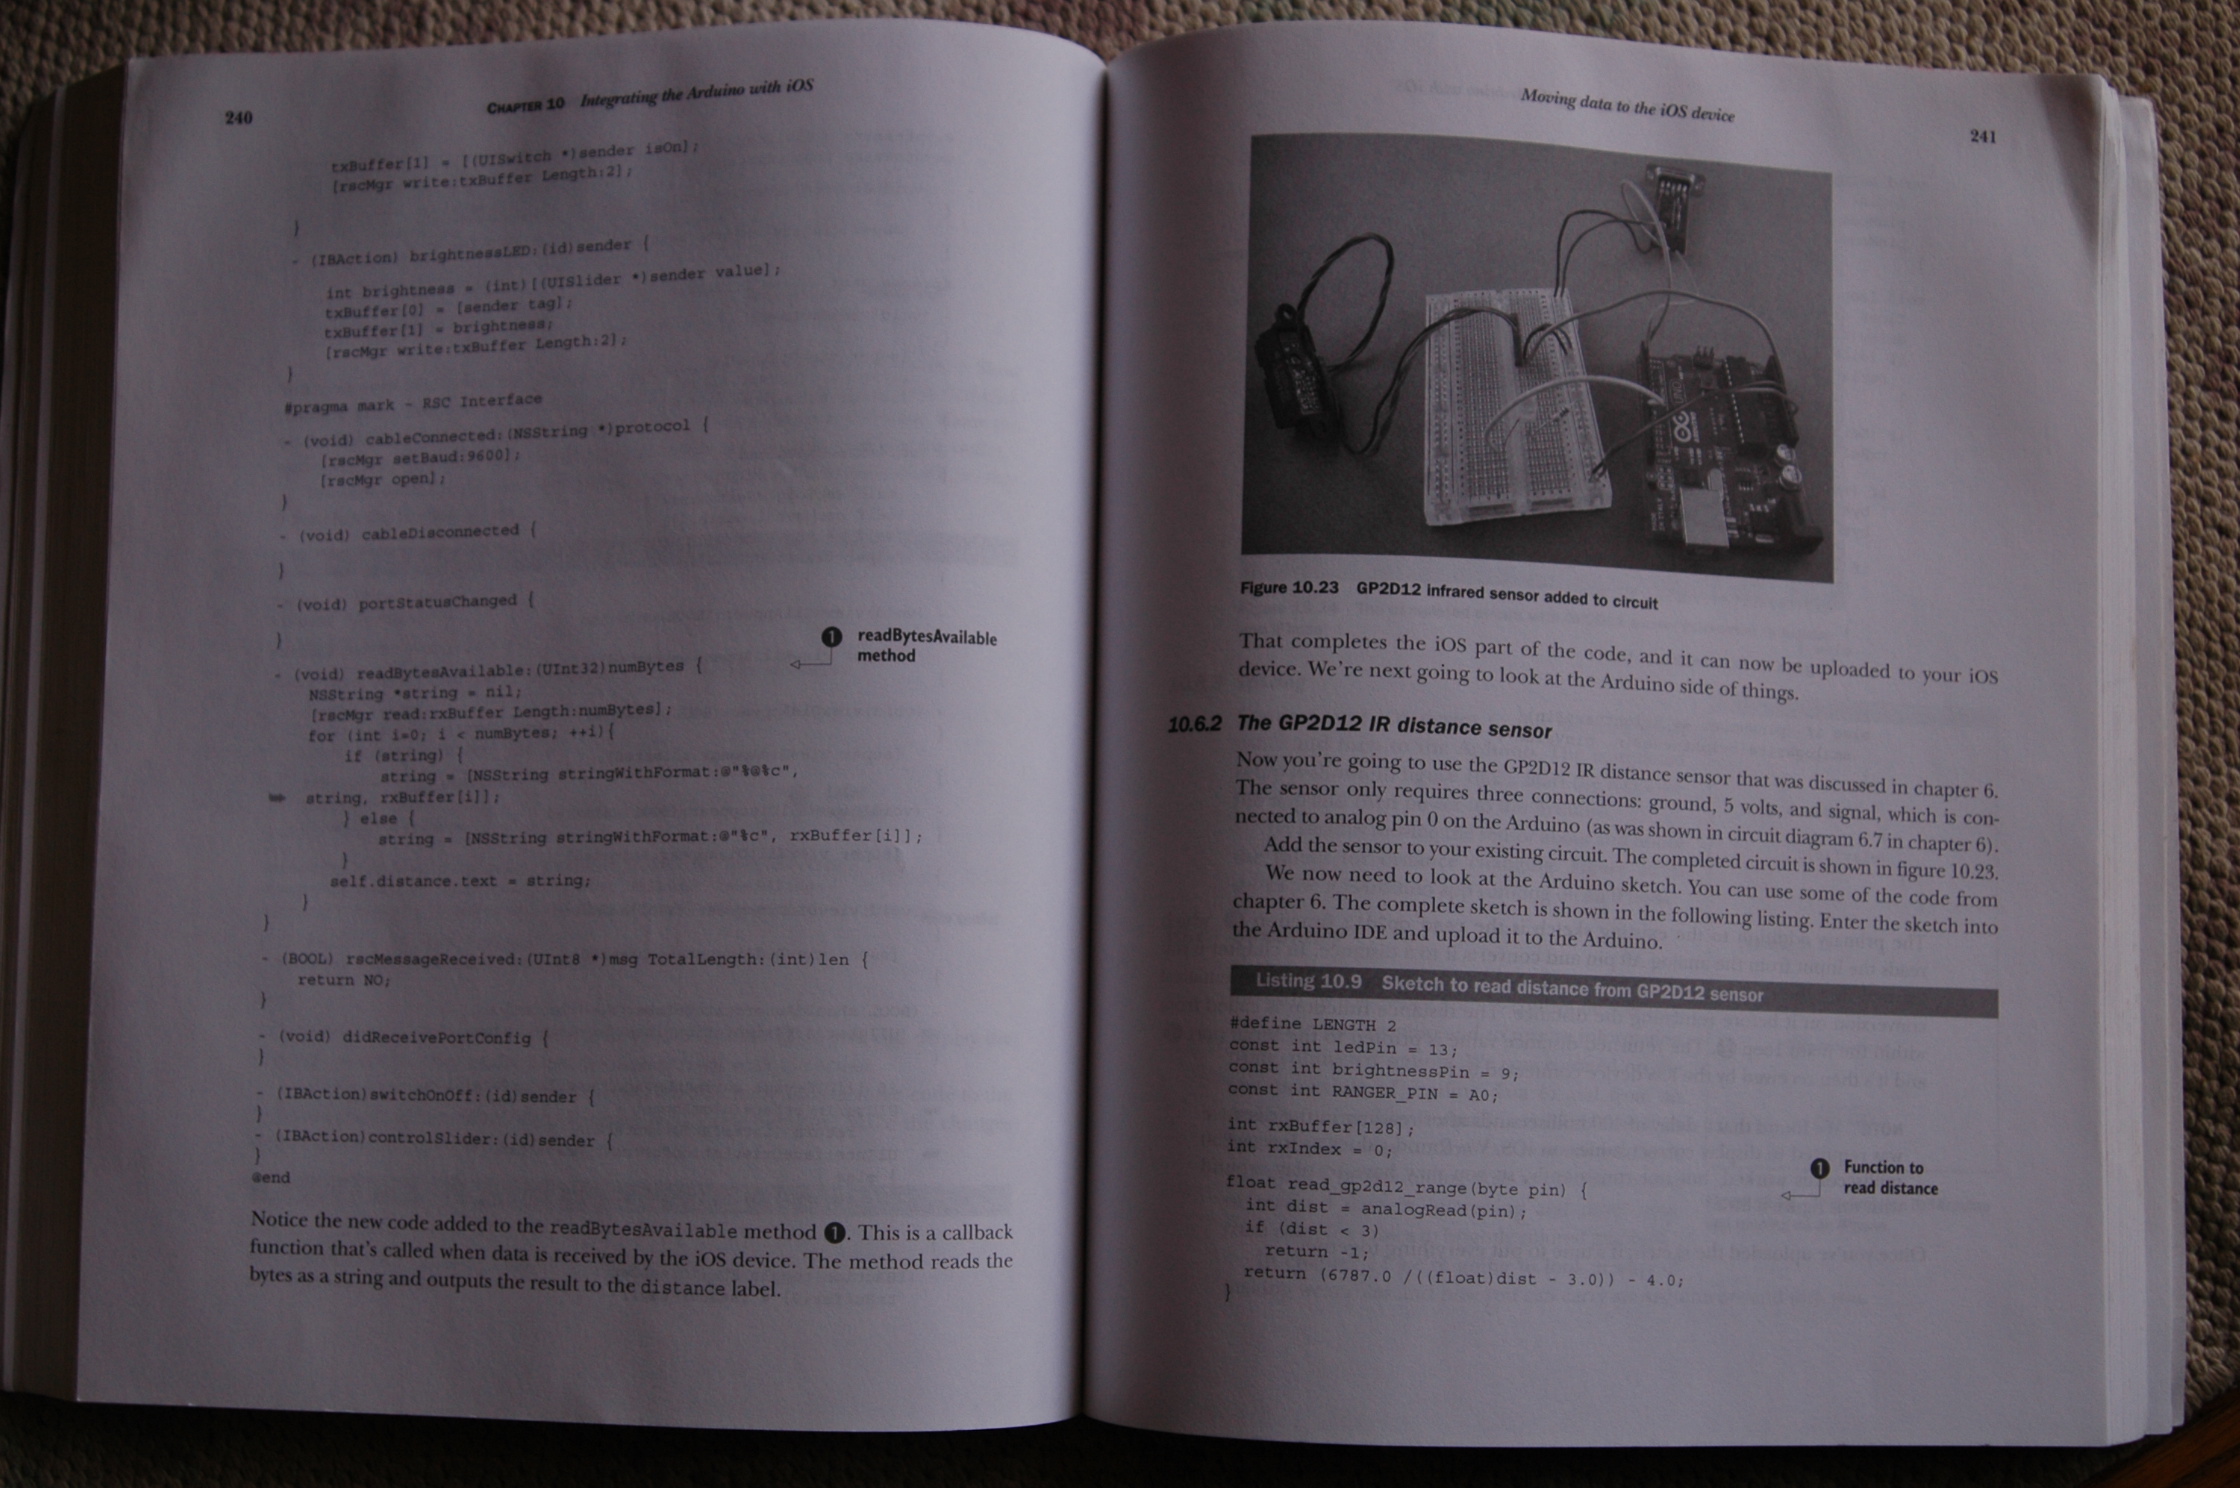 240
CHAPTER 10 Integrating the Arduino with iOS
txBuffer[1] = [(UISwitch *)sender isOn];
[rscMgr write:txBuffer Length:2];
}
- (IBAction) brightnessLED:(id)sender {
int brightness = (int)[(UISlider *)sender value];
txBuffer[0] = [sender tag];
txBuffer[1] = brightness;
[rscMgr write:txBuffer Length:2];
}
#pragma mark - RSC Interface
- (void) cableConnected:(NSString *)protocol {
[rscMgr setBaud:9600];
[rscMgr open];
}
- (void) cableDisconnected {
}
- (void) portStatusChanged {
}
- (void) readBytesAvailable:(UInt32)numBytes {
1 readBytesAvailable
method
NSString *string = nil;
[rscMgr read:rxBuffer Length:numBytes];
for (int i=0; i < numBytes; ++i){
if (string) {
string = [NSString stringWithFormat:@"%@%c",
string, rxBuffer[i]];
} else {
string = [NSString stringWithFormat:@"%c", rxBuffer[i]];
}
self.distance.text = string;
}
}
- (BOOL) rscMessageReceived:(UInt8 *)msg TotalLength:(int)len {
return NO;
}
- (void) didReceivePortConfig {
}
- (IBAction)switchOnOff:(id)sender {
}
- (IBAction)controlSlider:(id)sender {
}
@end
Notice the new code added to the readBytesAvailable method 1. This is a callback
function that's called when data is received by the iOS device. The method reads the
bytes as a string and outputs the result to the distance label.
Moving data to the iOS device
241
UNO
ARDUINO
Figure 10.23 GP2D12 infrared sensor added to circuit
That completes the iOS part of the code, and it can now be uploaded to your iOS
device. We're next going to look at the Arduino side of things.
10.6.2 The GP2D12 IR distance sensor
Now you're going to use the GP2D12 IR distance sensor that was discussed in chapter 6.
The sensor only requires three connections: ground, 5 volts, and signal, which is con-
nected to analog pin 0 on the Arduino (as was shown in circuit diagram 6.7 in chapter 6).
Add the sensor to your existing circuit. The completed circuit is shown in figure 10.23.
We now need to look at the Arduino sketch. You can use some of the code from
chapter 6. The complete sketch is shown in the following listing. Enter the sketch into
the Arduino IDE and upload it to the Arduino.
Listing 10.9 Sketch to read distance from GP2D12 sensor
#define LENGTH 2
const int ledPin = 13;
const int brightnessPin = 9;
const int RANGER_PIN = A0;
int rxBuffer[128];
int rxIndex = 0;
1 Function to
read distance
float read_gp2d12_range(byte pin) {
int dist = analogRead(pin);
if (dist < 3)
return -1;
return (6787.0 /((float)dist - 3.0)) - 4.0;
}